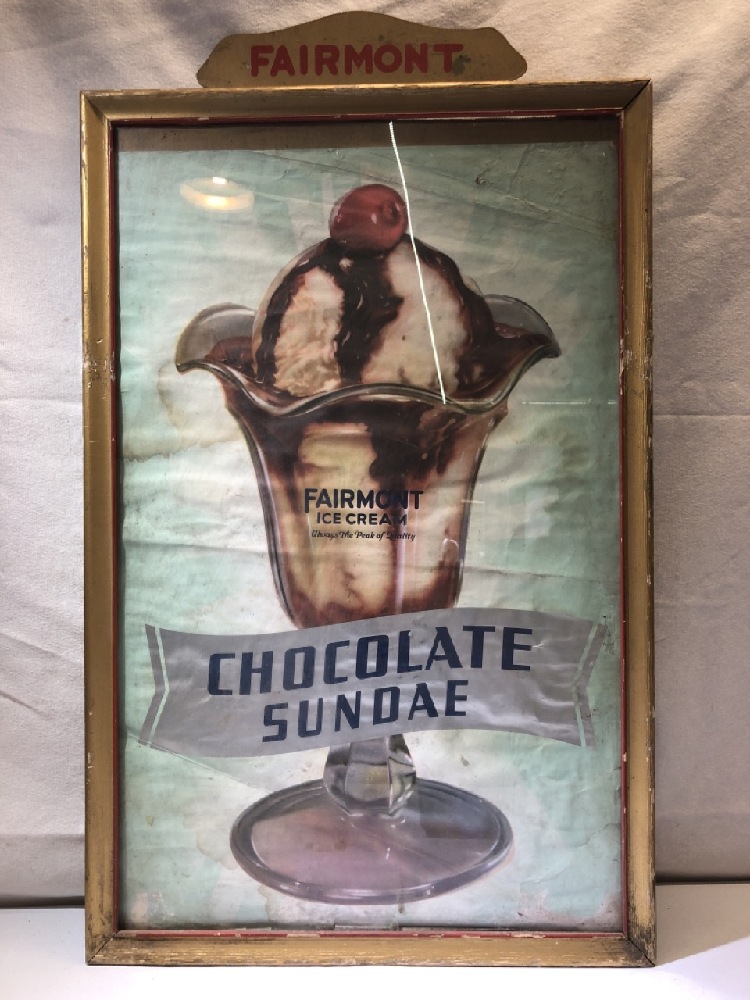 FAIRMONT
FAIRMONT
ICE CREAM
Always The Peak of Quality
CHOCOLATE
SUNDAE